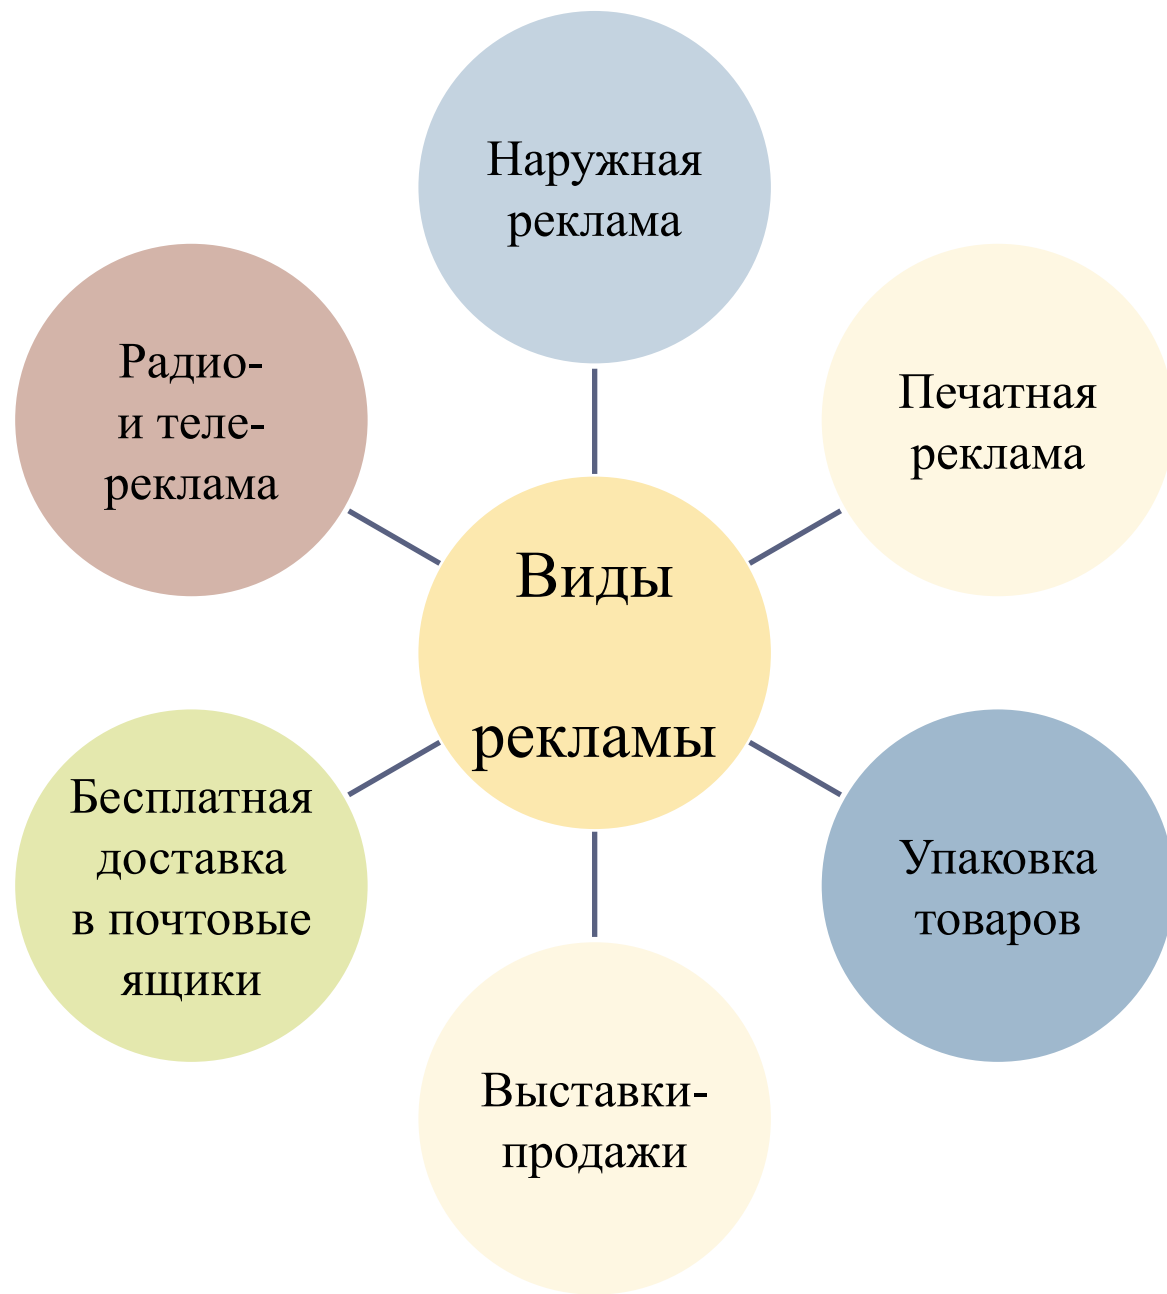 Наружная
реклама
Радио-
и теле-
реклама
Печатная
реклама
Виды
рекламы
Бесплатная
доставка
в почтовые
ящики
Упаковка
товаров
Выставки-
продажи